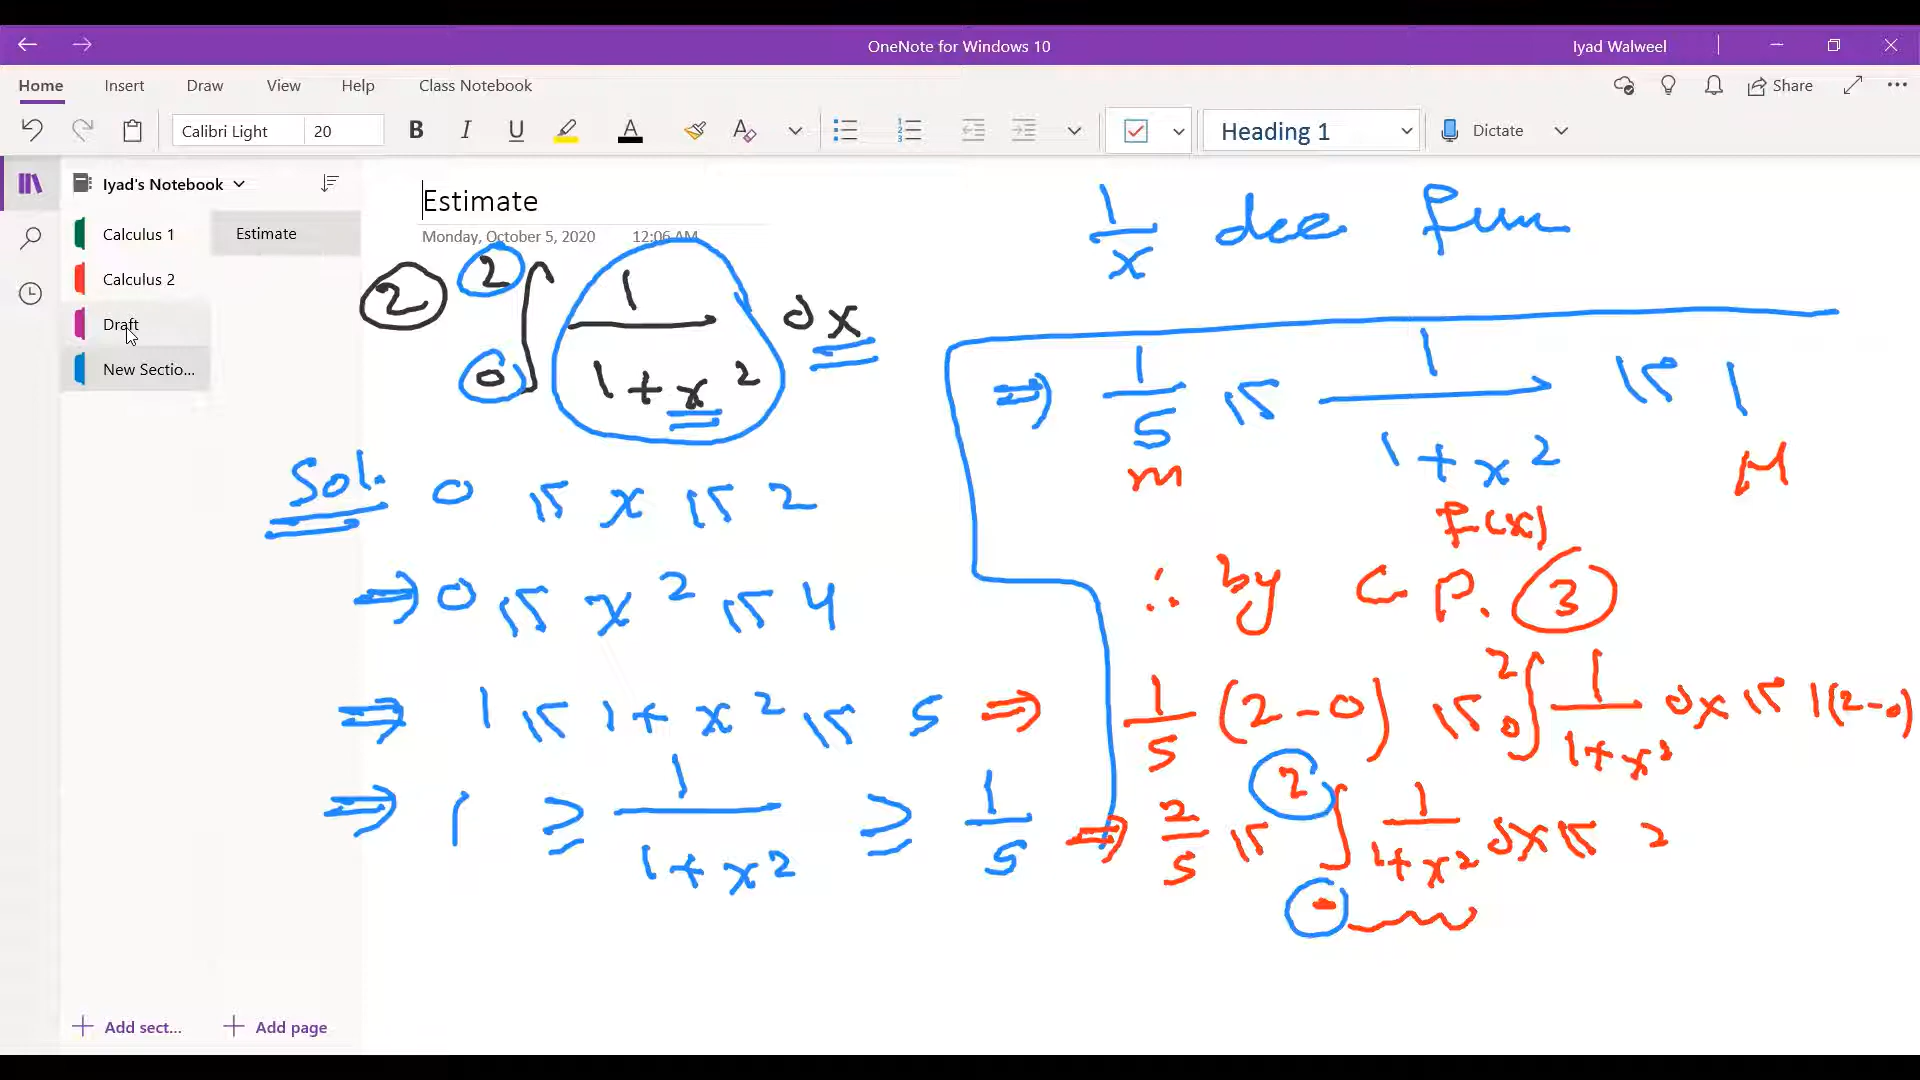 OneNote for Windows 10
Iyad Walweel
Home Insert Draw View Help Class Notebook
Share
Calibri Light 20 B I U A Heading 1 Dictate
Iyad's Notebook
Calculus 1
Calculus 2
Draft
New Sectio...
Estimate
Add sect...
Add page
Estimate
Monday, October 5, 2020 12:06 AM
② ∫₀² 1/(1+x²) dx
Sol. 0 ≤ x ≤ 2
⇒ 0 ≤ x² ≤ 4
⇒ 1 ≤ 1+x² ≤ 5
⇒ 1 ≥ 1/(1+x²) ≥ 1/5
1/x dec fun
⇒ 1/5 ≤ 1/(1+x²) ≤ 1
m f(x) M
∴ by C.P. ③
⇒ 1/5 (2-0) ≤ ∫₀² 1/(1+x²) dx ≤ 1(2-0)
⇒ 2/5 ≤ ∫₀² 1/(1+x²) dx ≤ 2